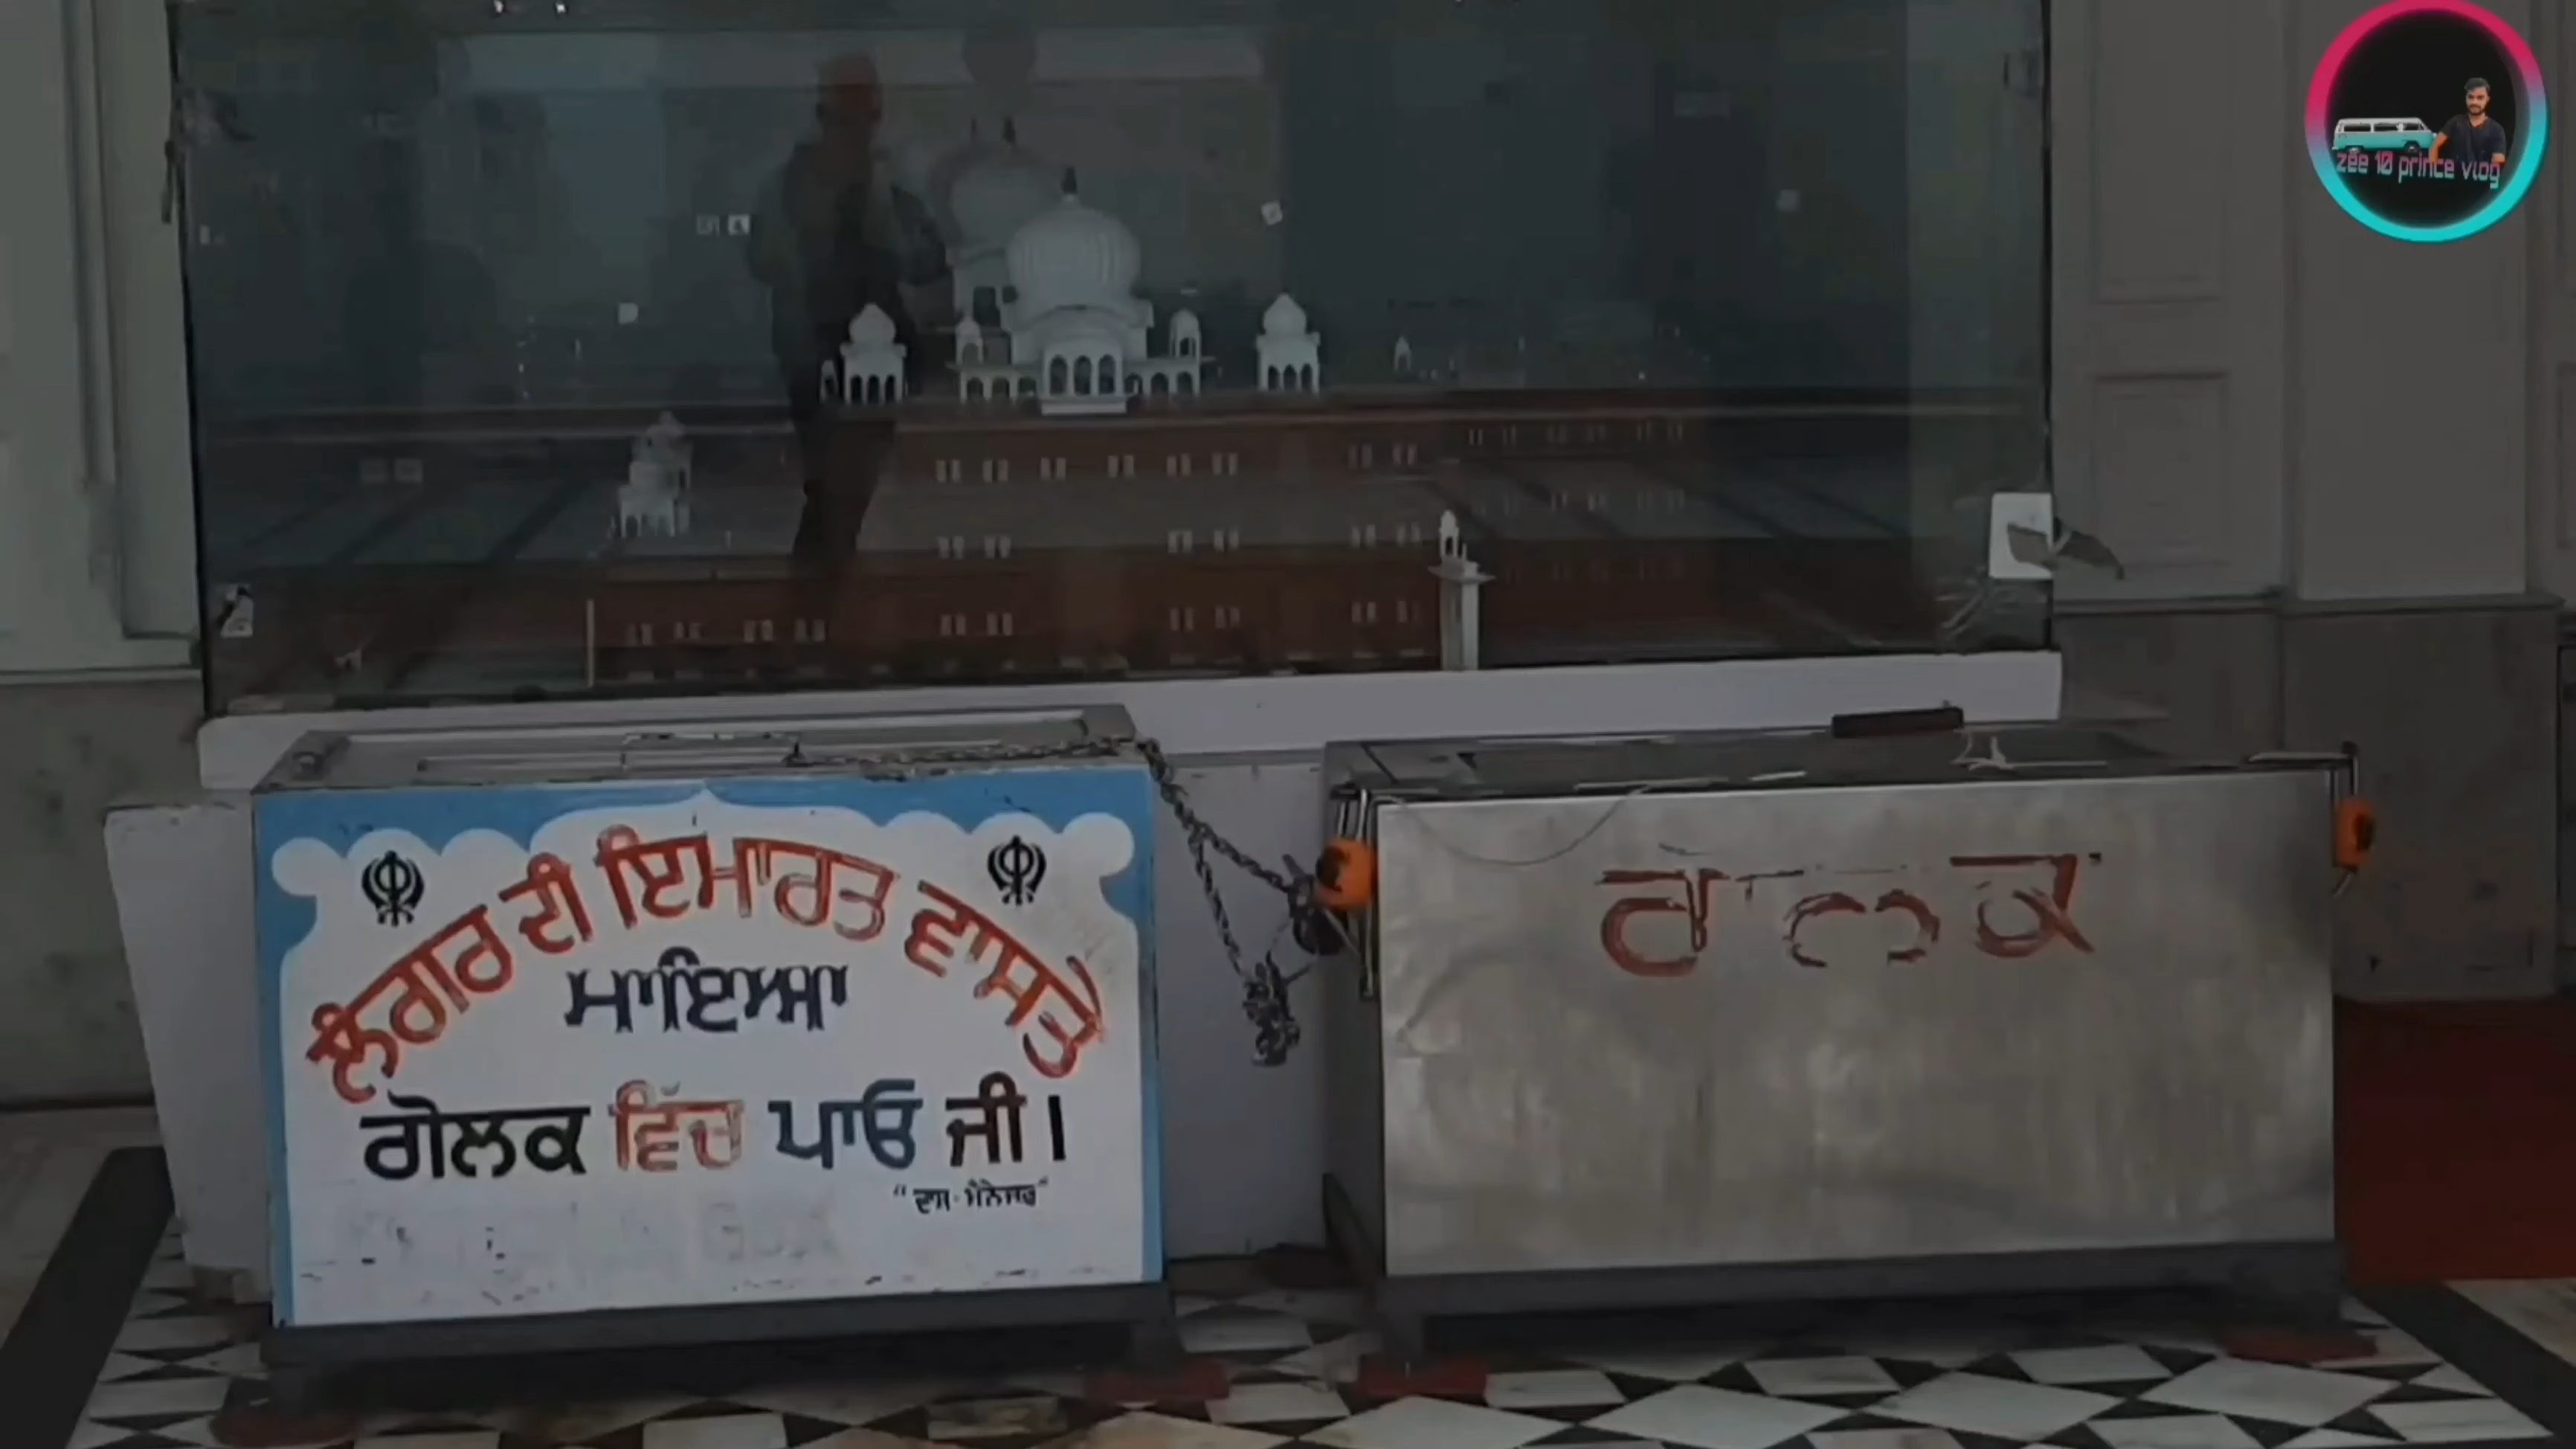 zee 10 prince vlog
ਲੰਗਰ ਦੀ ਇਮਾਰਤ ਵਾਸਤੇ
ਮਾਇਆ
ਗੋਲਕ ਵਿੱਚ ਪਾਓ ਜੀ।
"ਦਾਸ-ਮੈਨੇਜਰ"
ਗੋਲਕ